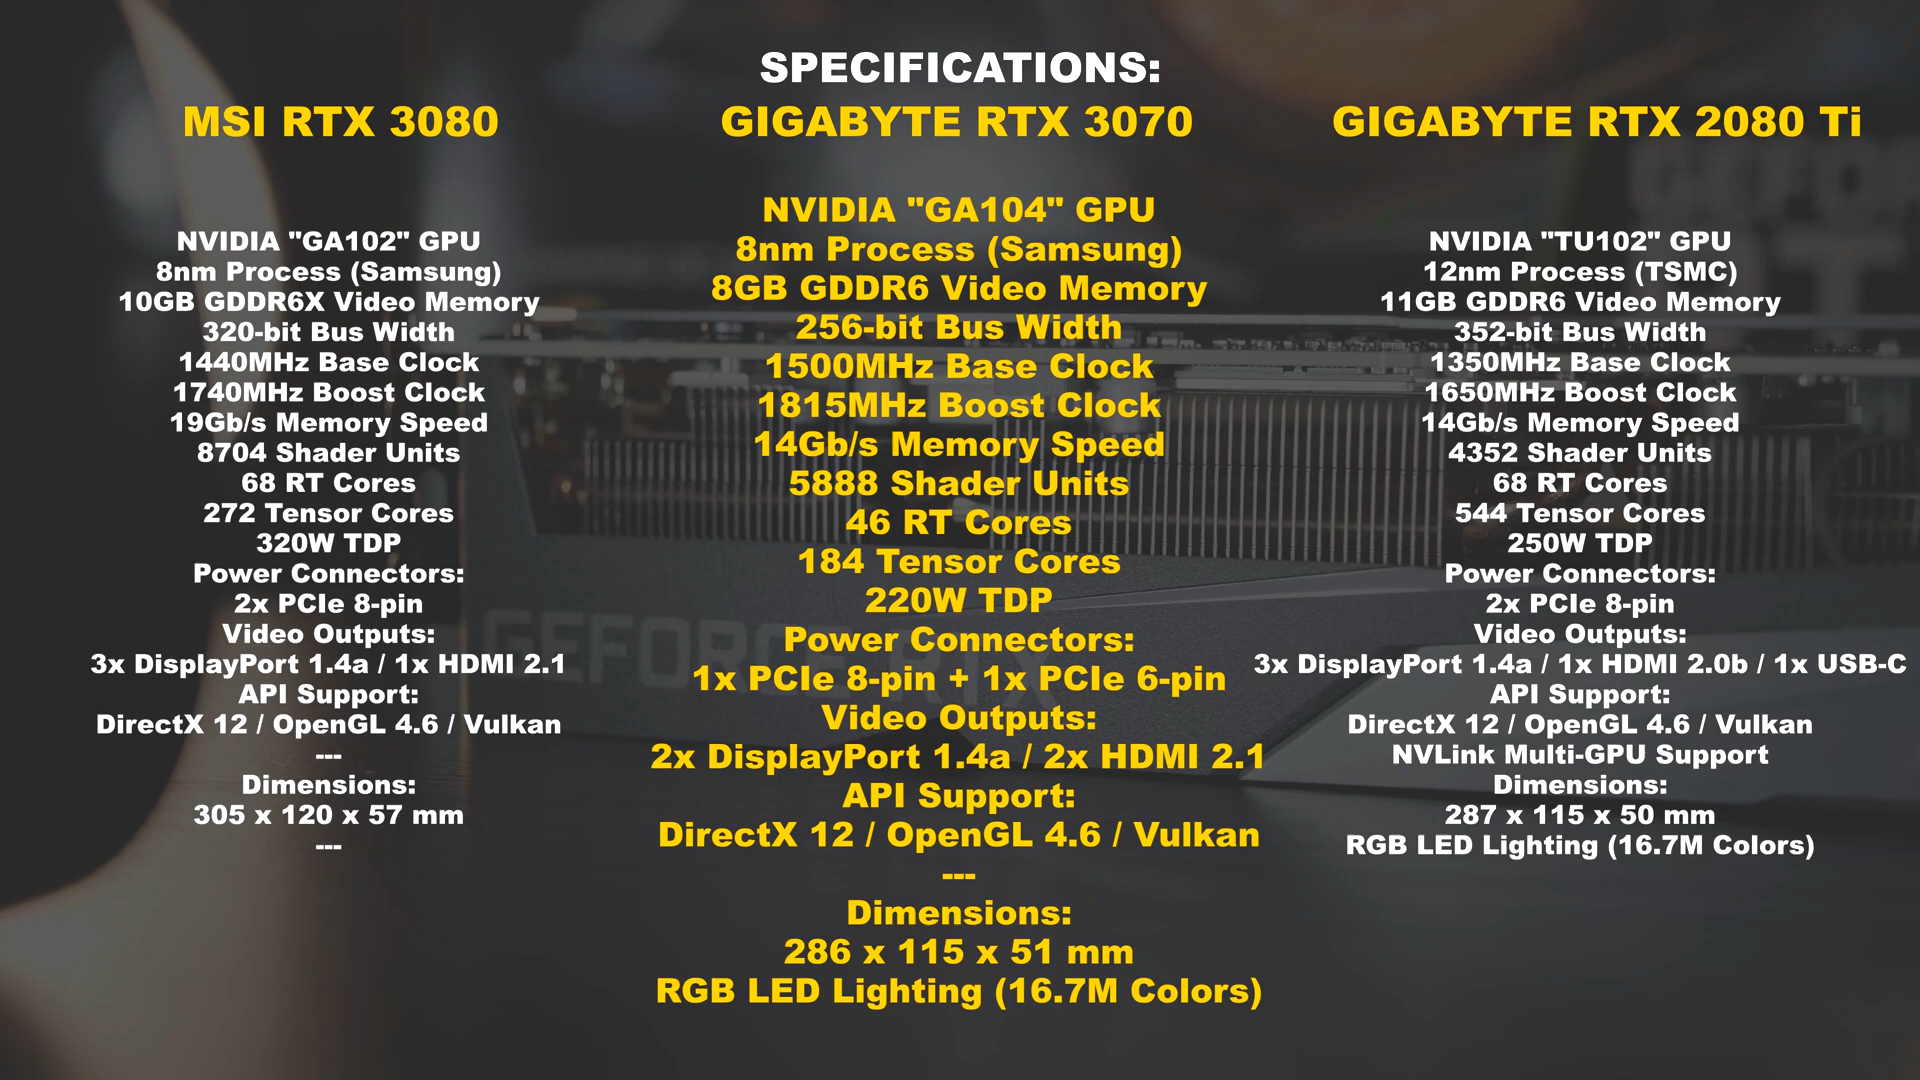 SPECIFICATIONS:
MSI RTX 3080
NVIDIA "GA102" GPU
8nm Process (Samsung)
10GB GDDR6X Video Memory
320-bit Bus Width
1440MHz Base Clock
1740MHz Boost Clock
19Gb/s Memory Speed
8704 Shader Units
68 RT Cores
272 Tensor Cores
320W TDP
Power Connectors:
2x PCIe 8-pin
Video Outputs:
3x DisplayPort 1.4a / 1x HDMI 2.1
API Support:
DirectX 12 / OpenGL 4.6 / Vulkan
---
Dimensions:
305 x 120 x 57 mm
---
GIGABYTE RTX 3070
NVIDIA "GA104" GPU
8nm Process (Samsung)
8GB GDDR6 Video Memory
256-bit Bus Width
1500MHz Base Clock
1815MHz Boost Clock
14Gb/s Memory Speed
5888 Shader Units
46 RT Cores
184 Tensor Cores
220W TDP
Power Connectors:
1x PCIe 8-pin + 1x PCIe 6-pin
Video Outputs:
2x DisplayPort 1.4a / 2x HDMI 2.1
API Support:
DirectX 12 / OpenGL 4.6 / Vulkan
---
Dimensions:
286 x 115 x 51 mm
RGB LED Lighting (16.7M Colors)
GIGABYTE RTX 2080 Ti
NVIDIA "TU102" GPU
12nm Process (TSMC)
11GB GDDR6 Video Memory
352-bit Bus Width
1350MHz Base Clock
1650MHz Boost Clock
14Gb/s Memory Speed
4352 Shader Units
68 RT Cores
544 Tensor Cores
250W TDP
Power Connectors:
2x PCIe 8-pin
Video Outputs:
3x DisplayPort 1.4a / 1x HDMI 2.0b / 1x USB-C
API Support:
DirectX 12 / OpenGL 4.6 / Vulkan
NVLink Multi-GPU Support
Dimensions:
287 x 115 x 50 mm
RGB LED Lighting (16.7M Colors)
GEFORCE RTX